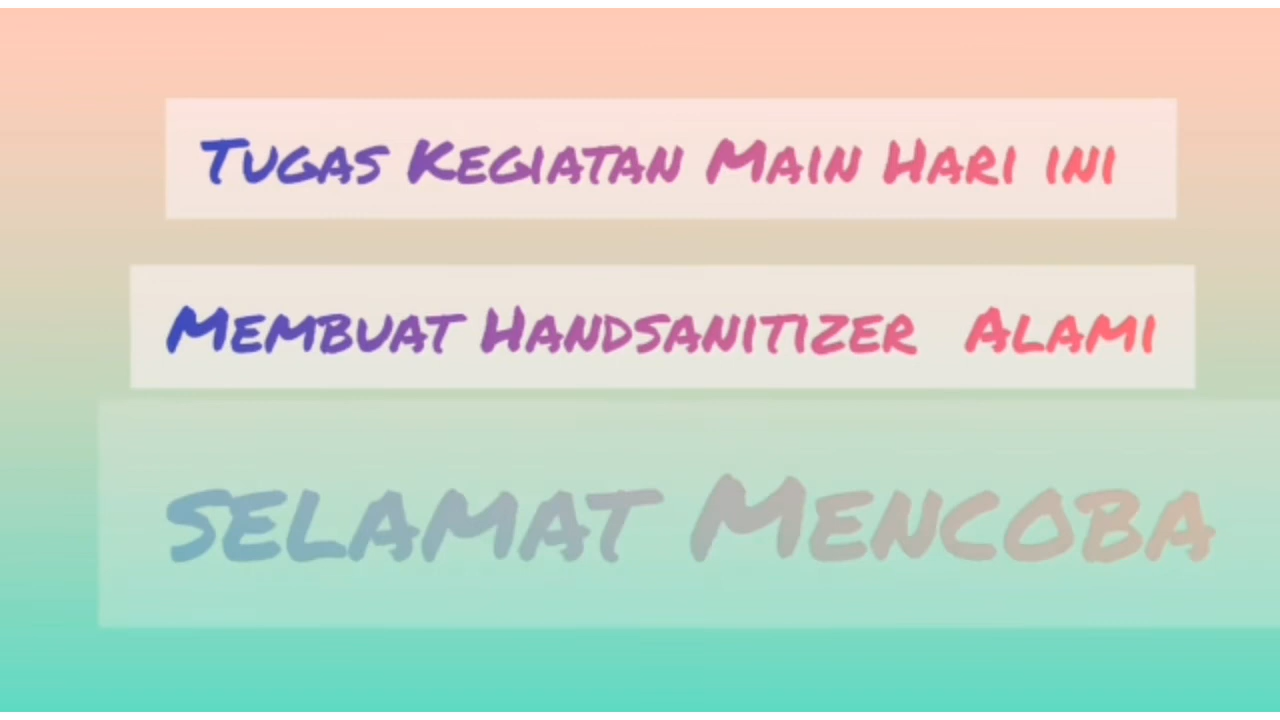 Tugas Kegiatan Main Hari ini
Membuat Handsanitizer Alami
selamat Mencoba